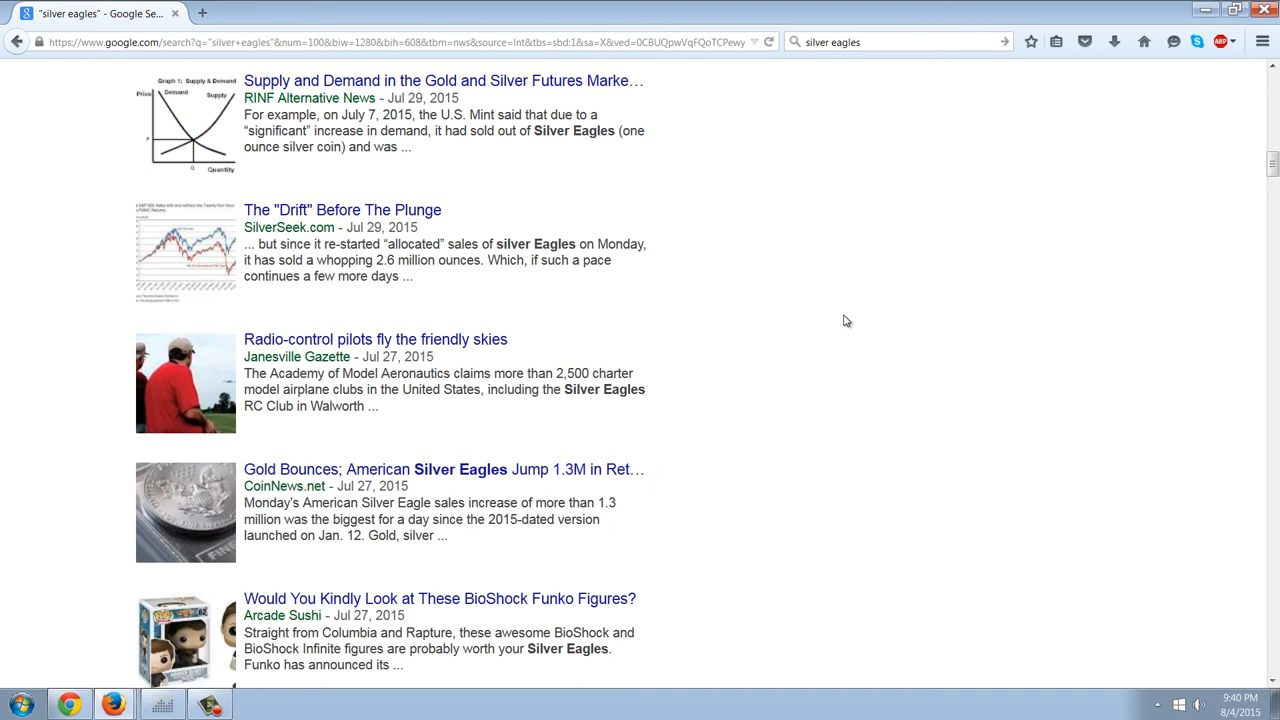 "silver eagles" - Google Se...
https://www.google.com/search?q="silver+eagles"&num=100&biw=1280&bih=608&tbm=nws&source=lnt&tbs=sbd:1&sa=X&ved=0CBUQpwVqFQoTCPewy
silver eagles
ABP
Graph 1: Supply & Demand
Price
Demand
Supply
P
Q
Quantity
Supply and Demand in the Gold and Silver Futures Marke...
RINF Alternative News - Jul 29, 2015
For example, on July 7, 2015, the U.S. Mint said that due to a
“significant” increase in demand, it had sold out of Silver Eagles (one
ounce silver coin) and was ...
The "Drift" Before The Plunge
SilverSeek.com - Jul 29, 2015
... but since it re-started “allocated” sales of silver Eagles on Monday,
it has sold a whopping 2.6 million ounces. Which, if such a pace
continues a few more days ...
Radio-control pilots fly the friendly skies
Janesville Gazette - Jul 27, 2015
The Academy of Model Aeronautics claims more than 2,500 charter
model airplane clubs in the United States, including the Silver Eagles
RC Club in Walworth ...
Gold Bounces; American Silver Eagles Jump 1.3M in Ret...
CoinNews.net - Jul 27, 2015
Monday's American Silver Eagle sales increase of more than 1.3
million was the biggest for a day since the 2015-dated version
launched on Jan. 12. Gold, silver ...
Would You Kindly Look at These BioShock Funko Figures?
Arcade Sushi - Jul 27, 2015
Straight from Columbia and Rapture, these awesome BioShock and
BioShock Infinite figures are probably worth your Silver Eagles.
Funko has announced its ...
9:40 PM
8/4/2015